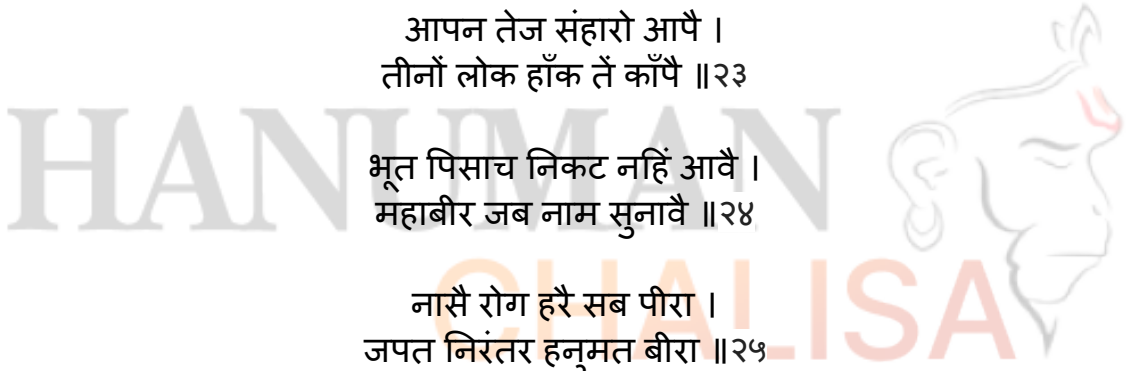 आपन तेज संहारो आपै ।
तीनों लोक हाँक तें काँपै ॥२३
भूत पिसाच निकट नहिं आवै ।
महाबीर जब नाम सुनावै ॥२४
नासै रोग हरै सब पीरा ।
जपत निरंतर हनुमत बीरा ॥२५
HANUMAN
CHALISA